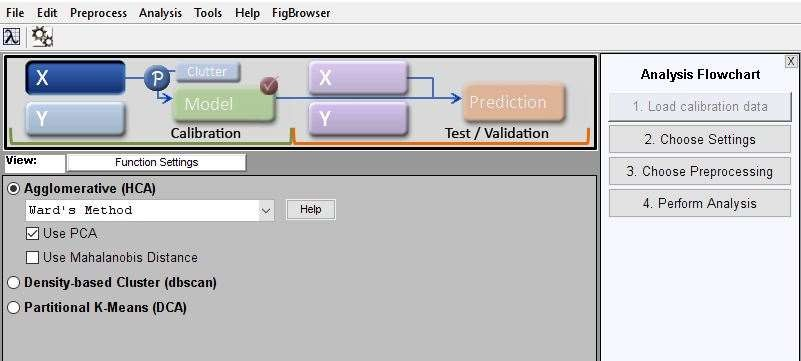 File Edit Preprocess Analysis Tools Help FigBrowser
X
P
Clutter
Model
Y
Calibration
X
Y
Prediction
Test / Validation
View:
Function Settings
Agglomerative (HCA)
Ward's Method
Help
Use PCA
Use Mahalanobis Distance
Density-based Cluster (dbscan)
Partitional K-Means (DCA)
X
Analysis Flowchart
1. Load calibration data
2. Choose Settings
3. Choose Preprocessing
4. Perform Analysis